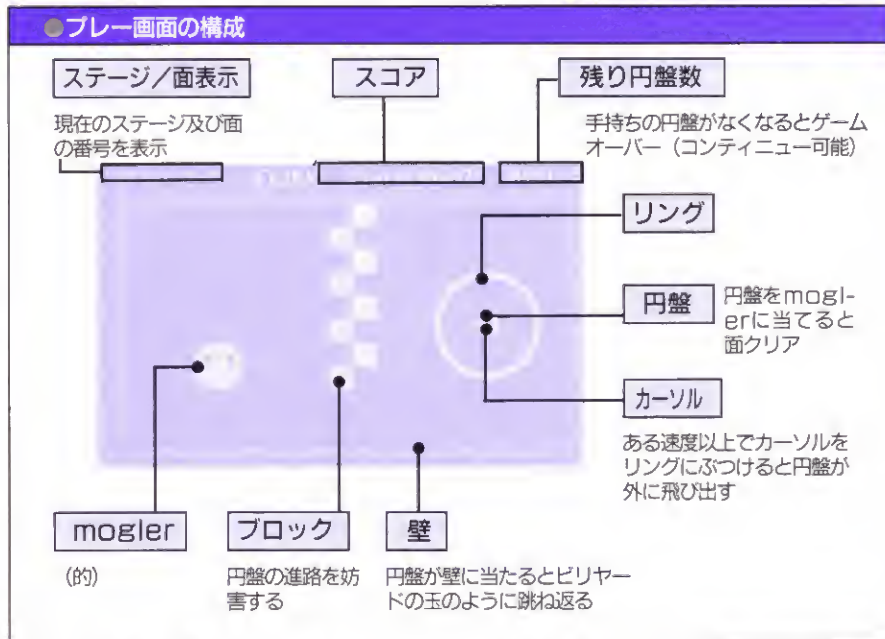 ●プレー画面の構成
ステージ／面表示
現在のステージ及び面
の番号を表示
スコア
残り円盤数
手持ちの円盤がなくなるとゲーム
オーバー（コンティニュー可能）
リング
円盤
円盤をmogl-
erに当てると
面クリア
カーソル
ある速度以上でカーソルを
リングにぶつけると円盤が
外に飛び出す
mogler
(的)
ブロック
円盤の進路を妨
害する
壁
円盤が壁に当たるとビリヤー
ドの玉のように跳ね返る